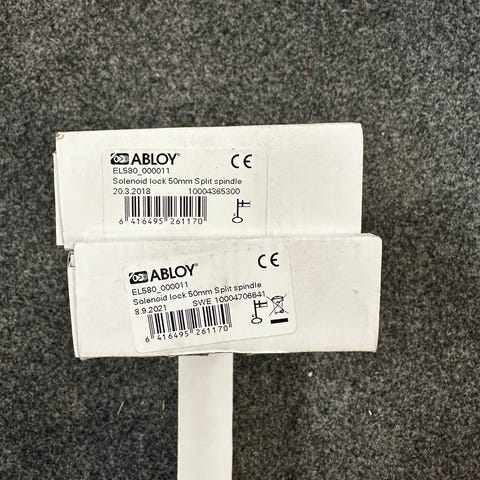 ABLOY®
CE
EL580_000011
Solenoid lock 50mm Split spindle
20.3.2018 10004365300
6 416495 261170
ABLOY®
CE
EL580_000011
Solenoid lock 50mm Split spindle
8.9.2021 SWE 10004706641
6 416495 261170